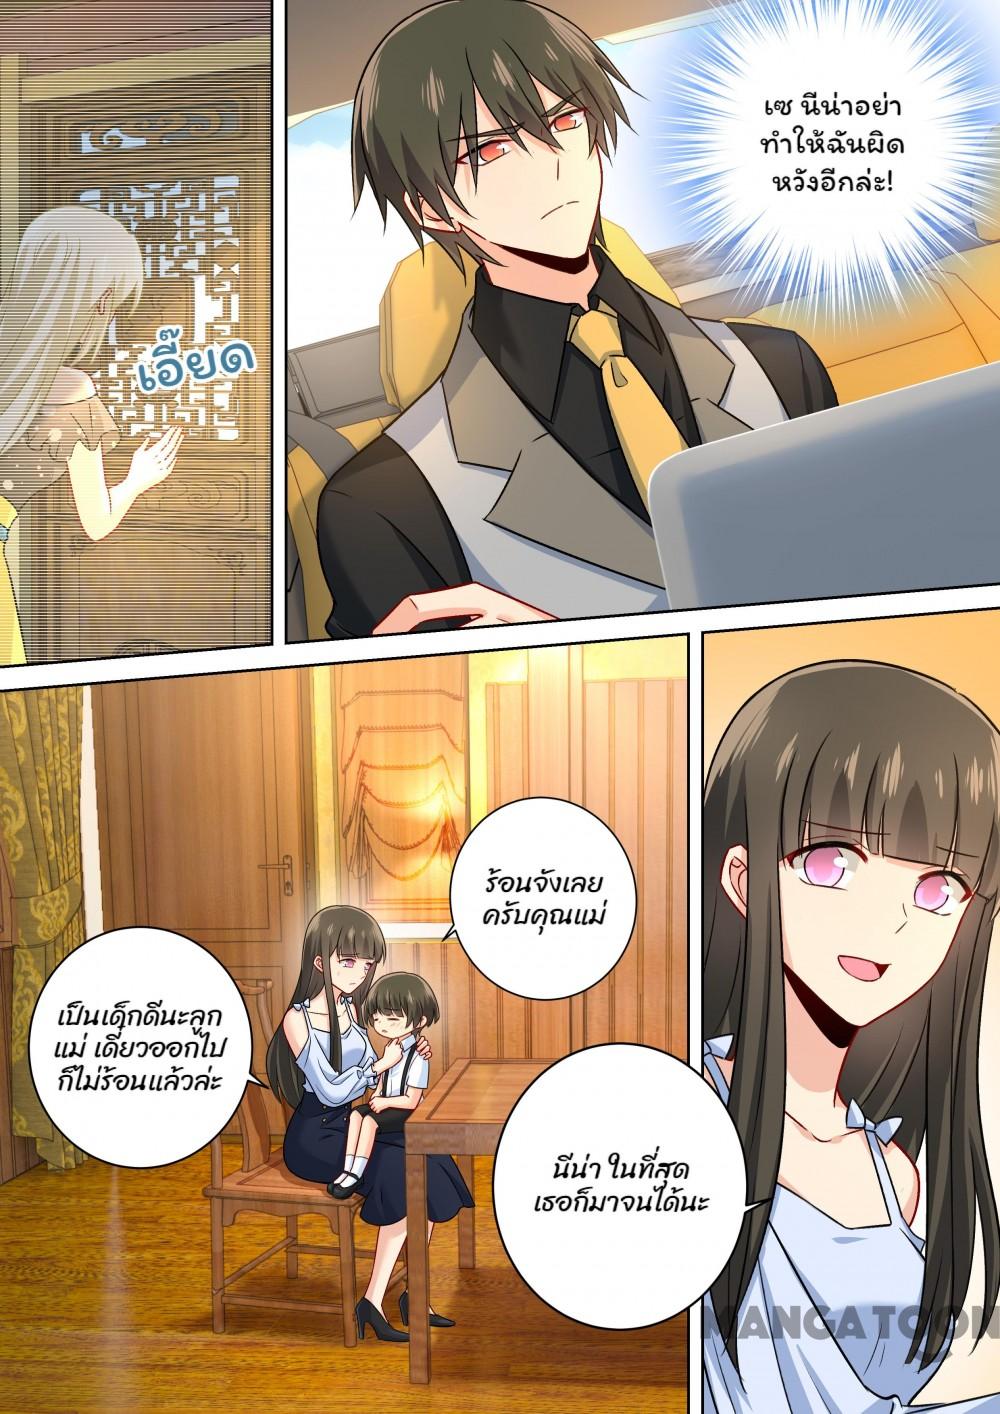 เซ นีน่าอย่า
ทำให้ฉันผิด
หวังอีกล่ะ!
เอี๊ยด
ร้อนจังเลย
ครับคุณแม่
เป็นเด็กดีนะลูก
แม่ เดี๋ยวออกไป
ก็ไม่ร้อนแล้วล่ะ
นีน่า ในที่สุด
เธอก็มาจนได้นะ
MANGATOON